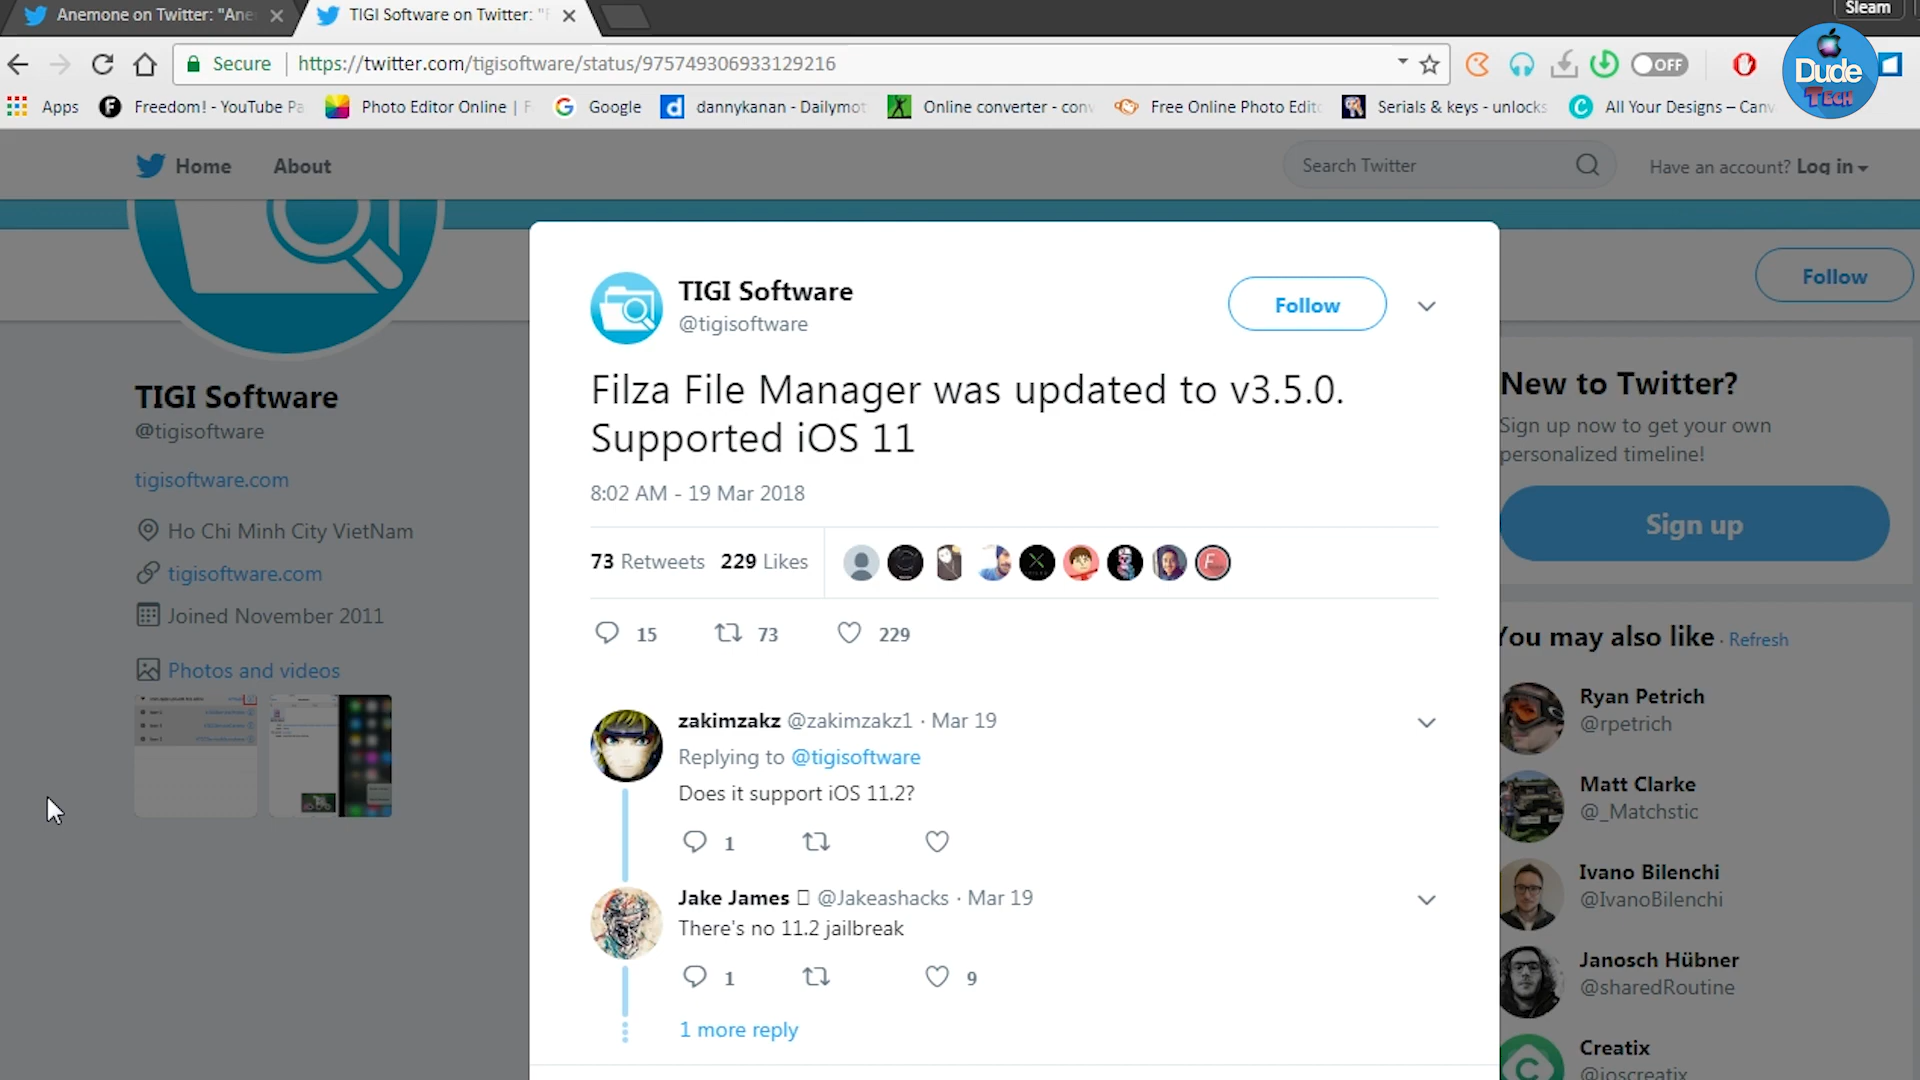 Anemone on Twitter: "Ane
TIGI Software on Twitter: "F
Sleam
Secure
https://twitter.com/tigisoftware/status/975749306933129216
OFF
Dude
TECH
Apps
Freedom! - YouTube Pa
Photo Editor Online | F
Google
dannykanan - Dailymot
Online converter - conv
Free Online Photo Edito
Serials & keys - unlocks
All Your Designs – Canv
Home
About
Search Twitter
Have an account? Log in
Follow
TIGI Software
@tigisoftware
tigisoftware.com
Ho Chi Minh City VietNam
tigisoftware.com
Joined November 2011
Photos and videos
TIGI Software
@tigisoftware
Follow
Filza File Manager was updated to v3.5.0.
Supported iOS 11
8:02 AM - 19 Mar 2018
73 Retweets 229 Likes
15 73 229
zakimzakz @zakimzakz1 · Mar 19
Replying to @tigisoftware
Does it support iOS 11.2?
1
Jake James @Jakeashacks · Mar 19
There's no 11.2 jailbreak
1 9
1 more reply
New to Twitter?
Sign up now to get your own
personalized timeline!
Sign up
You may also like · Refresh
Ryan Petrich
@rpetrich
Matt Clarke
@_Matchstic
Ivano Bilenchi
@IvanoBilenchi
Janosch Hübner
@sharedRoutine
Creatix
@ioscreatix